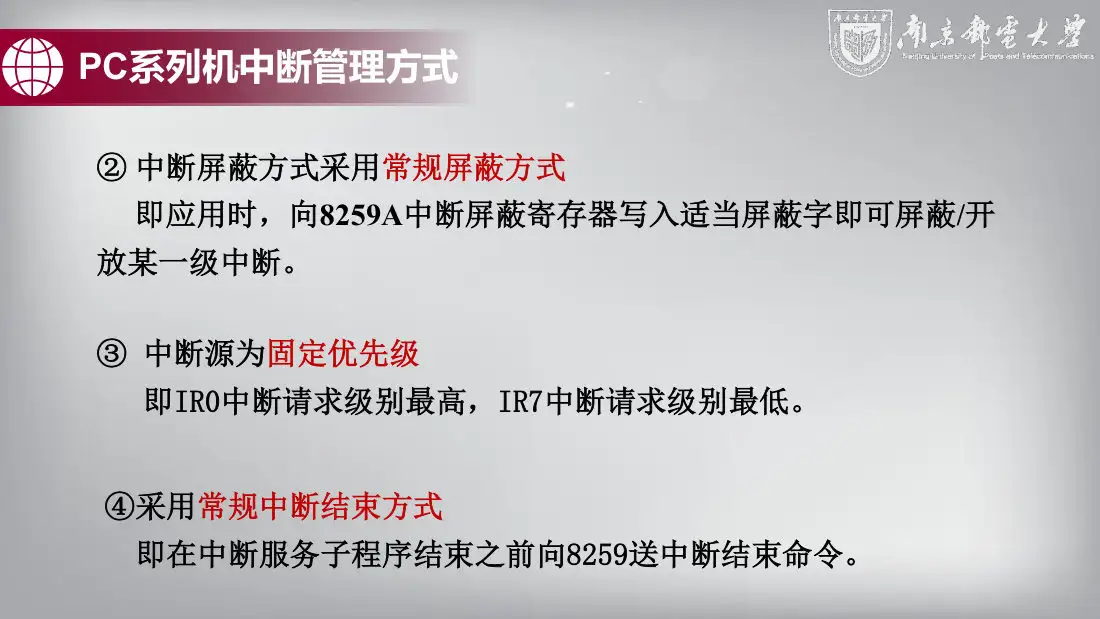 PC系列机中断管理方式
南京邮电大学
Nanjing University of Posts and Telecommunications
② 中断屏蔽方式采用常规屏蔽方式
即应用时，向8259A中断屏蔽寄存器写入适当屏蔽字即可屏蔽/开
放某一级中断。
③ 中断源为固定优先级
即IR0中断请求级别最高，IR7中断请求级别最低。
④采用常规中断结束方式
即在中断服务子程序结束之前向8259送中断结束命令。